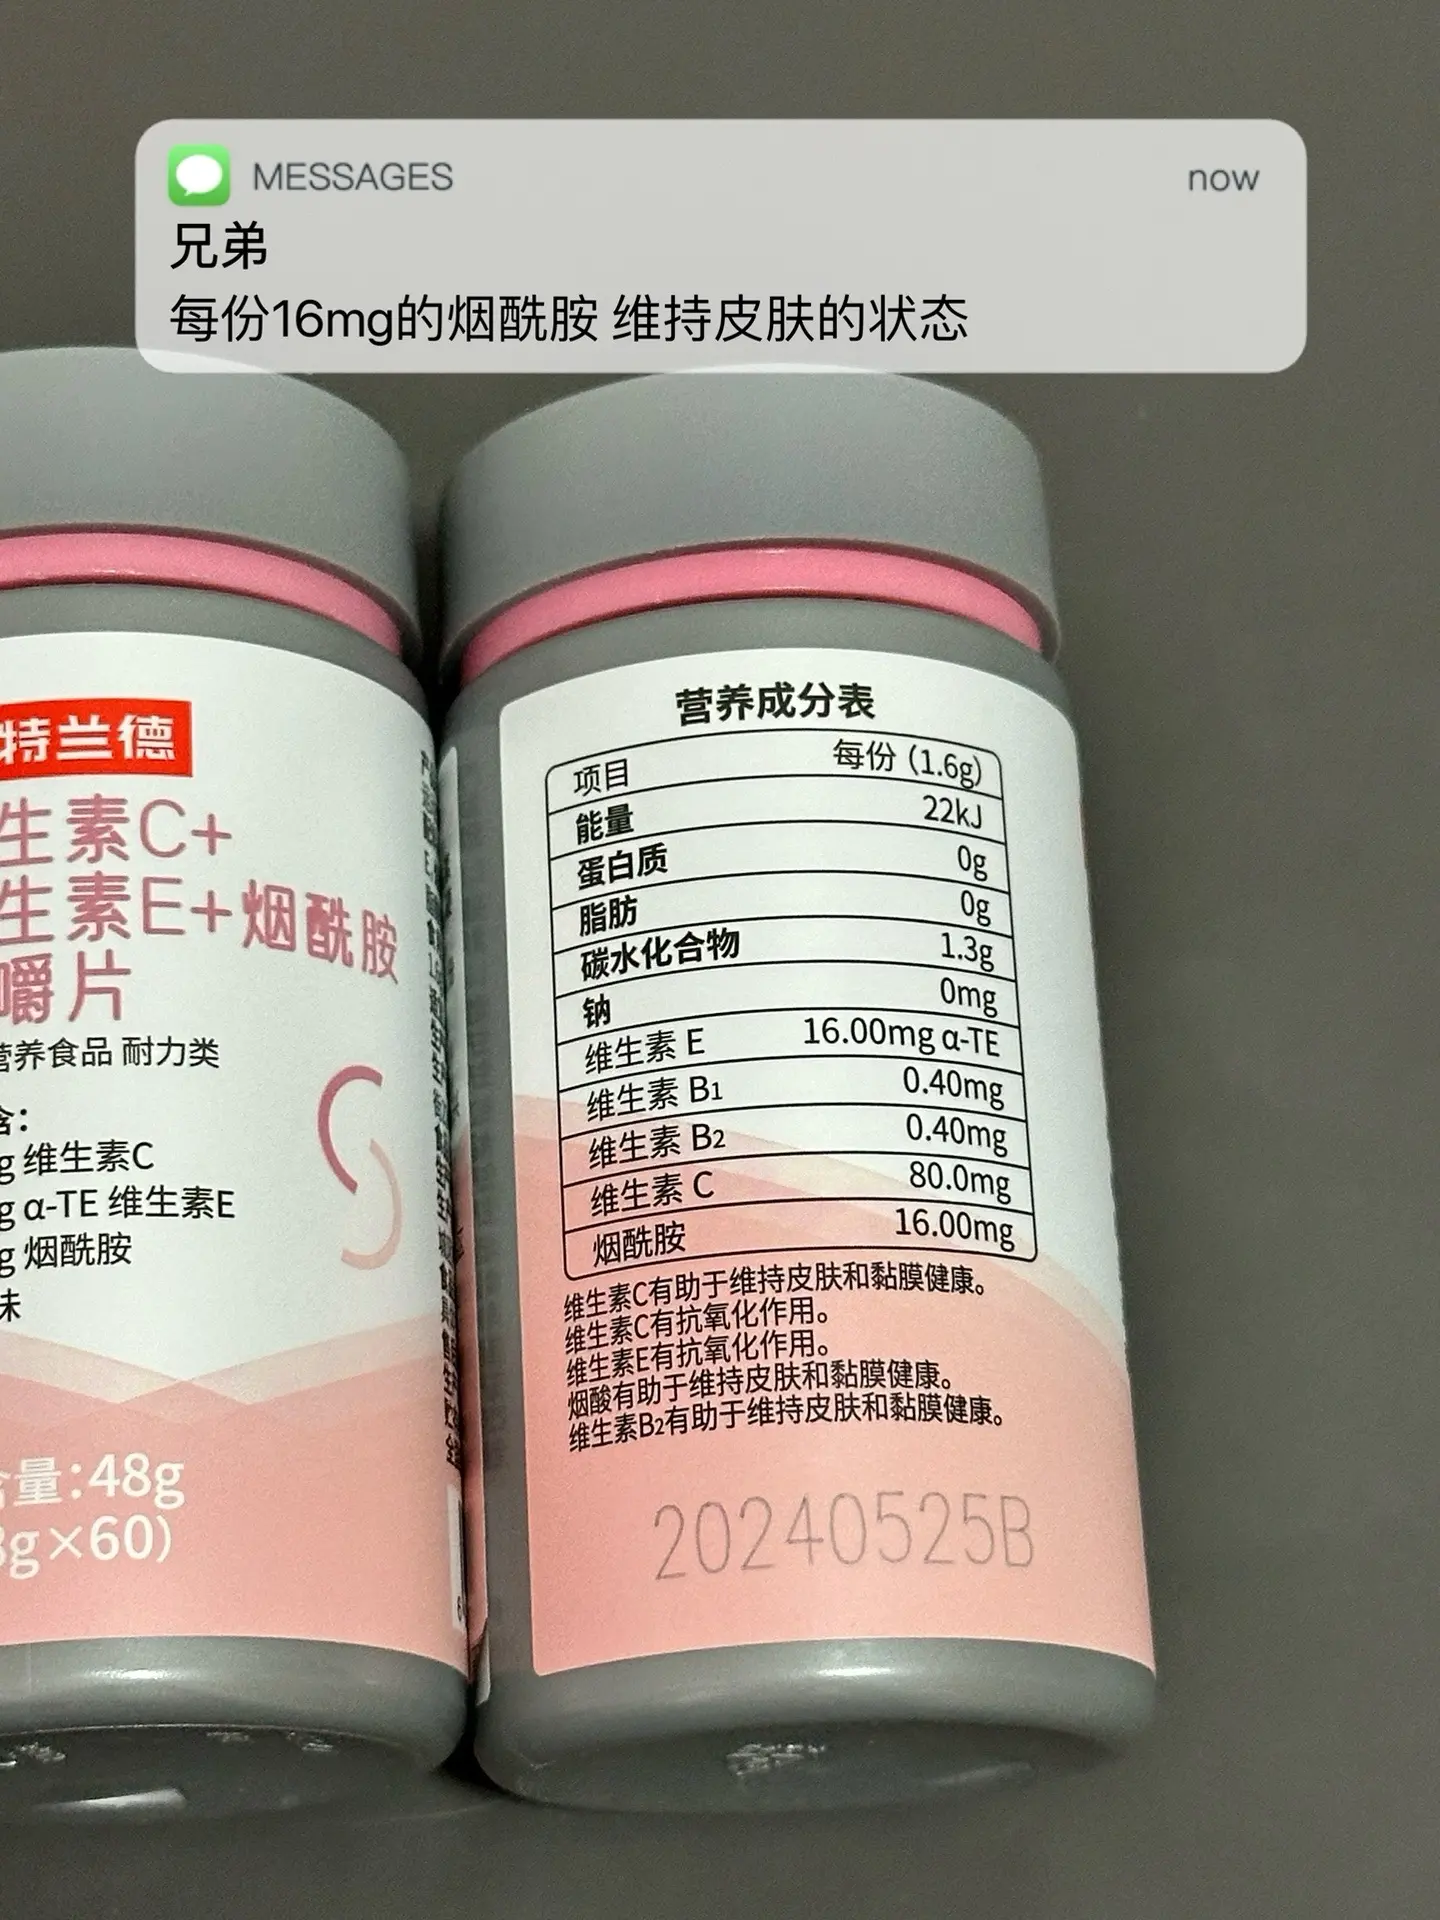 MESSAGES
now
兄弟
每份16mg的烟酰胺 维持皮肤的状态
特兰德
生素C+
生素E+烟酰胺
嚼片
营养食品 耐力类
含：
g 维生素C
g α-TE 维生素E
g 烟酰胺
味
含量：48g
8g×60）
营养成分表
项目 每份（1.6g）
能量 22kJ
蛋白质 0g
脂肪 0g
碳水化合物 1.3g
钠 0mg
维生素 E 16.00mg α-TE
维生素 B1 0.40mg
维生素 B2 0.40mg
维生素 C 80.0mg
烟酰胺 16.00mg
维生素C有助于维持皮肤和黏膜健康。
维生素C有抗氧化作用。
维生素E有抗氧化作用。
烟酸有助于维持皮肤和黏膜健康。
维生素B2有助于维持皮肤和黏膜健康。
20240525B